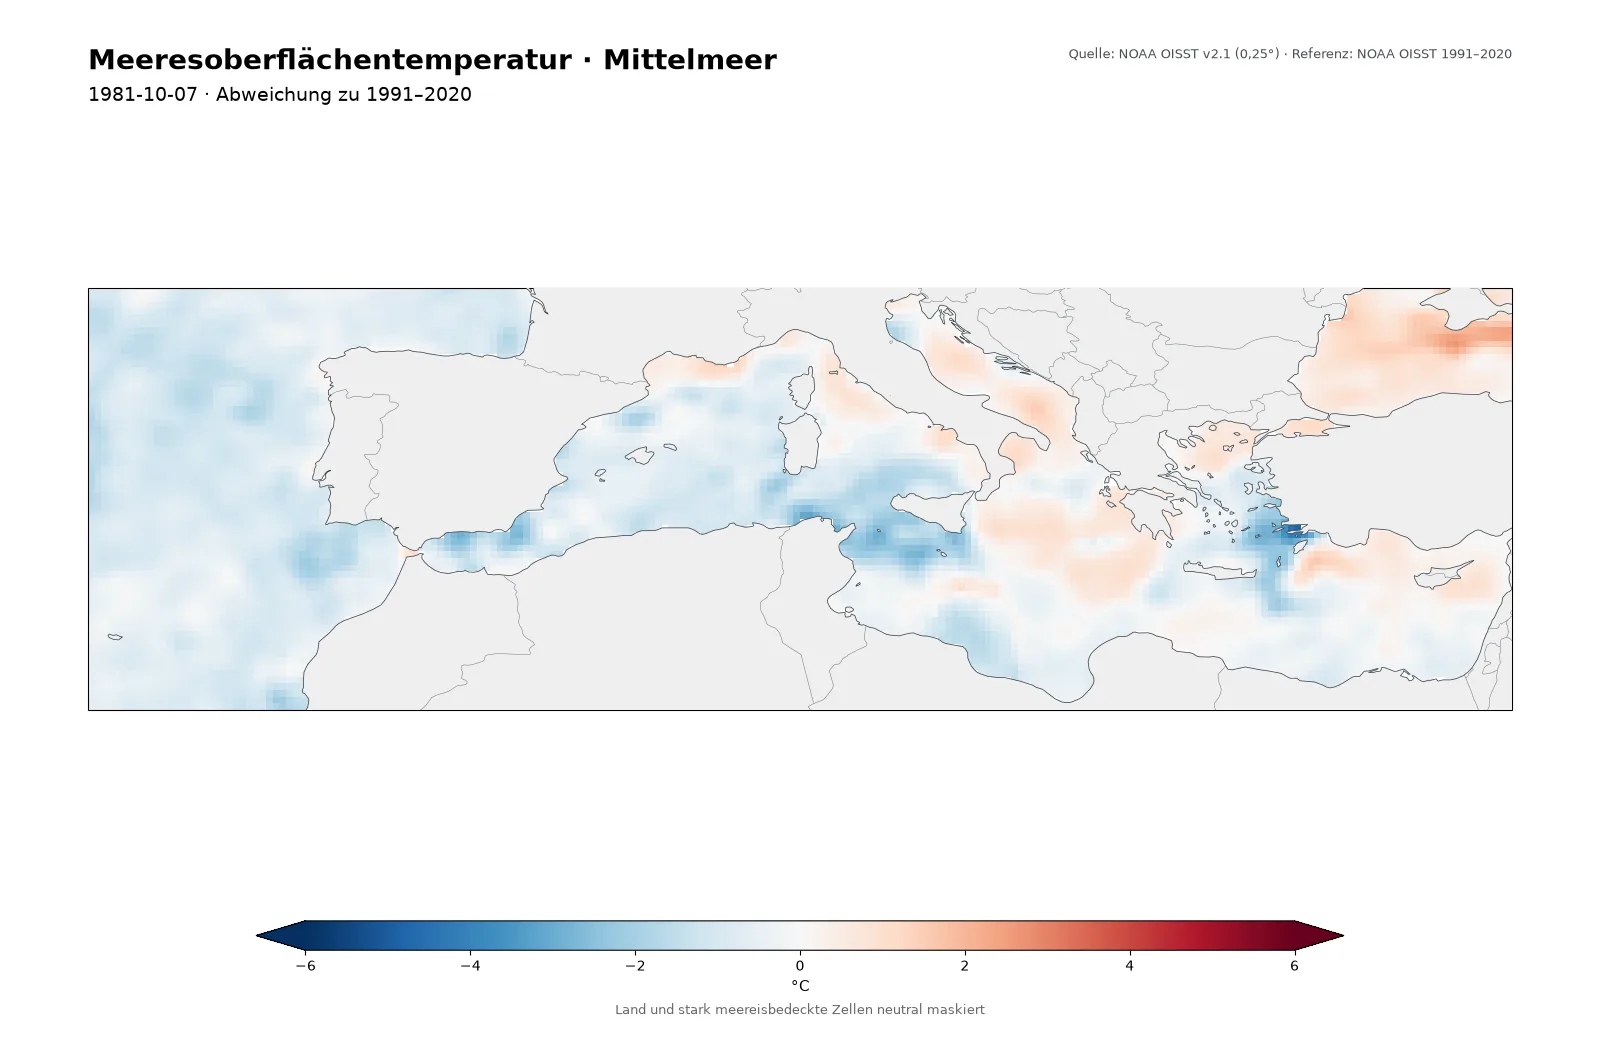 Meeresoberflächentemperatur · Mittelmeer
Quelle: NOAA OISST v2.1 (0,25°) · Referenz: NOAA OISST 1991–2020
1981-10-07 · Abweichung zu 1991–2020
−6 −4 −2 0 2 4 6
°C
Land und stark meereisbedeckte Zellen neutral maskiert